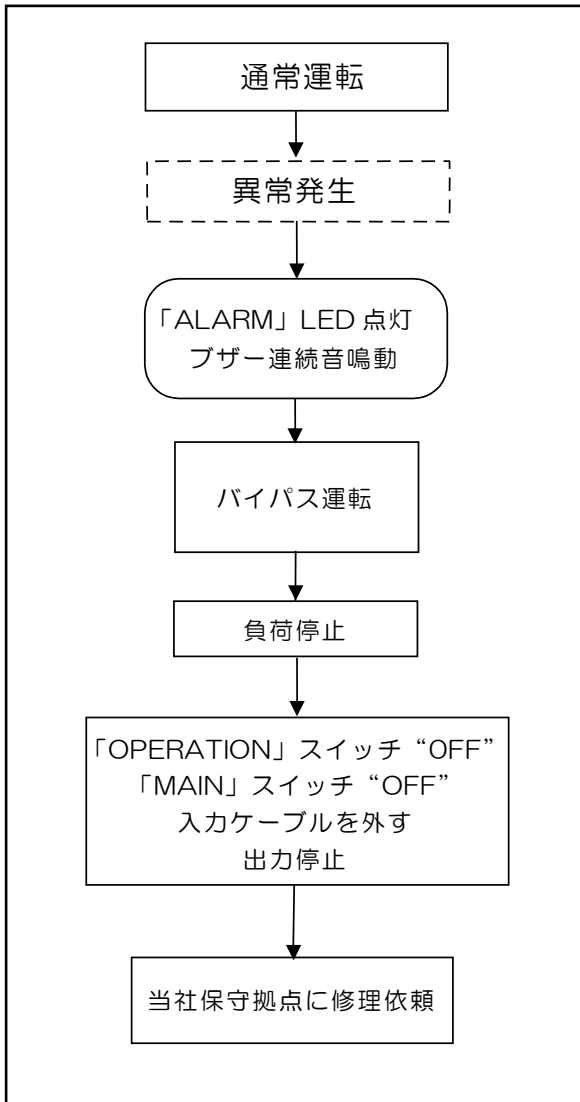 通常運転
異常発生
「ALARM」LED 点灯
ブザー連続音鳴動
バイパス運転
負荷停止
「OPERATION」スイッチ“OFF”
「MAIN」スイッチ“OFF”
入力ケーブルを外す
出力停止
当社保守拠点に修理依頼